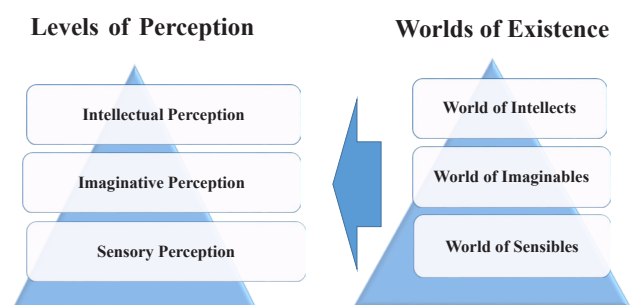 Levels of Perception
Intellectual Perception
Imaginative Perception
Sensory Perception
Worlds of Existence
World of Intellects
World of Imaginables
World of Sensibles